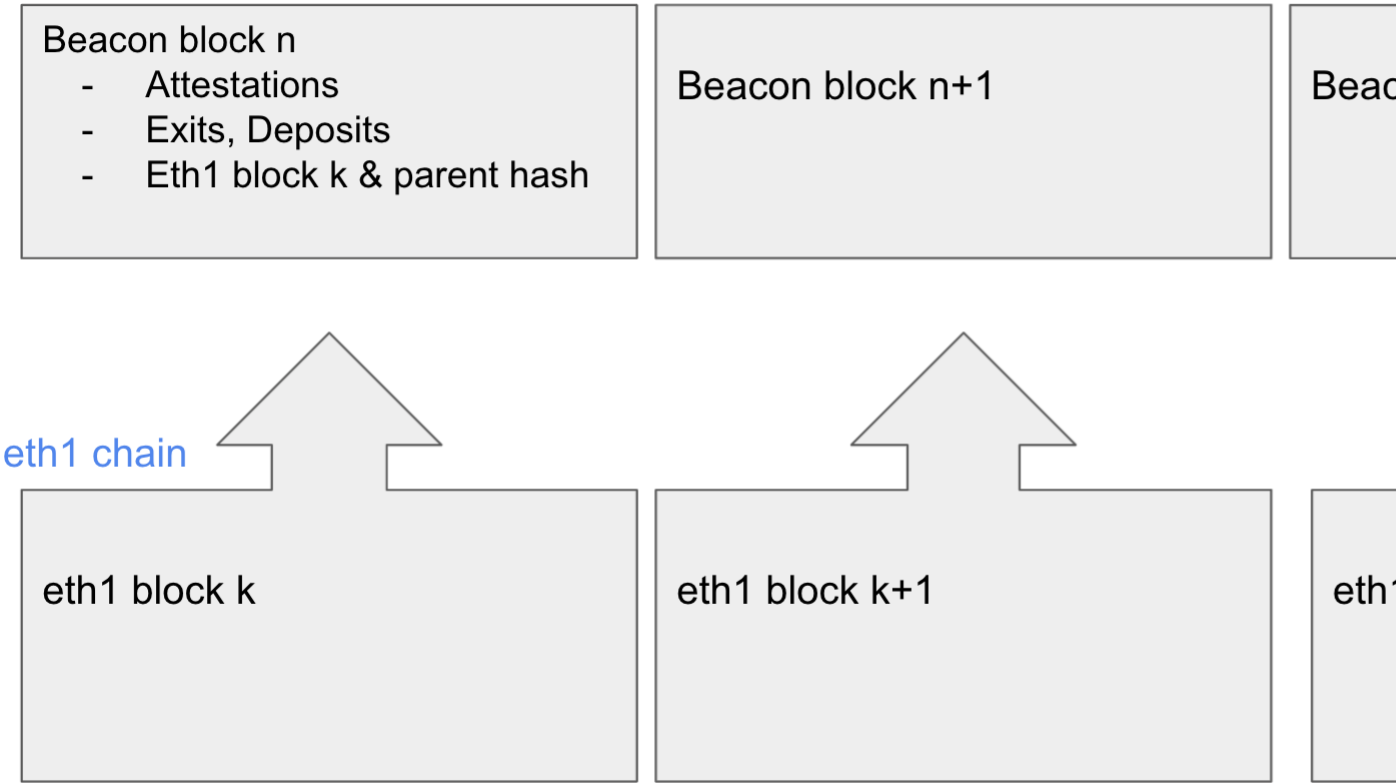 Beacon block n
- Attestations
- Exits, Deposits
- Eth1 block k & parent hash
Beacon block n+1
eth1 chain
eth1 block k
eth1 block k+1